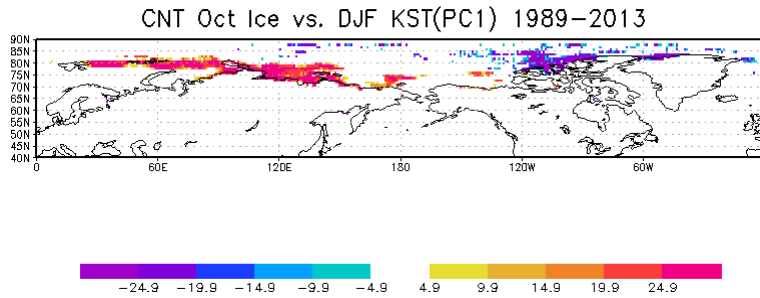 CNT Oct Ice vs. DJF KST(PC1) 1989−2013
90N
85N
80N
75N
70N
65N
60N
55N
50N
45N
40N
0 60E 120E 180 120W 60W
−24.9 −19.9 −14.9 −9.9 −4.9 4.9 9.9 14.9 19.9 24.9